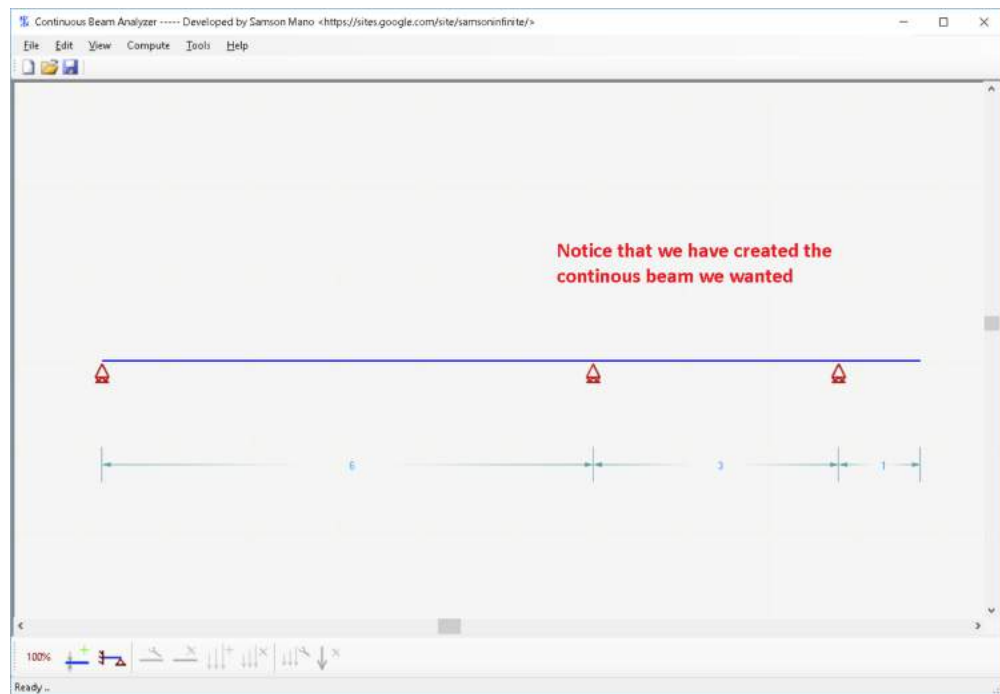 Continuous Beam Analyzer ----- Developed by Samson Mano <https://sites.google.com/site/samsoninfinite/>
File Edit View Compute Tools Help
Notice that we have created the
continous beam we wanted
6 3 1
100%
Ready ..